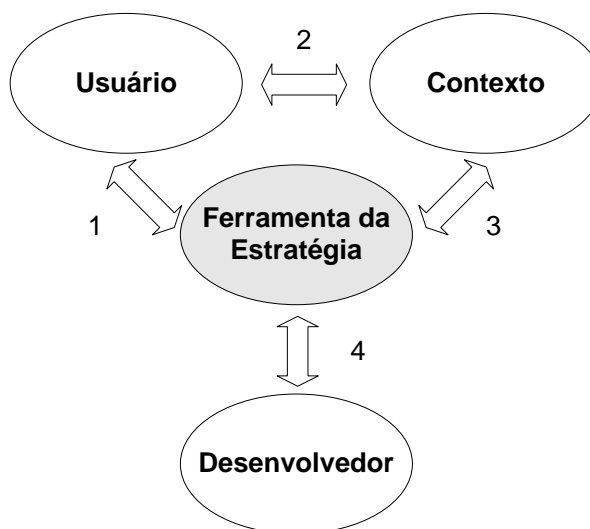 2
Usuário
Contexto
1
Ferramenta da
Estratégia
3
4
Desenvolvedor